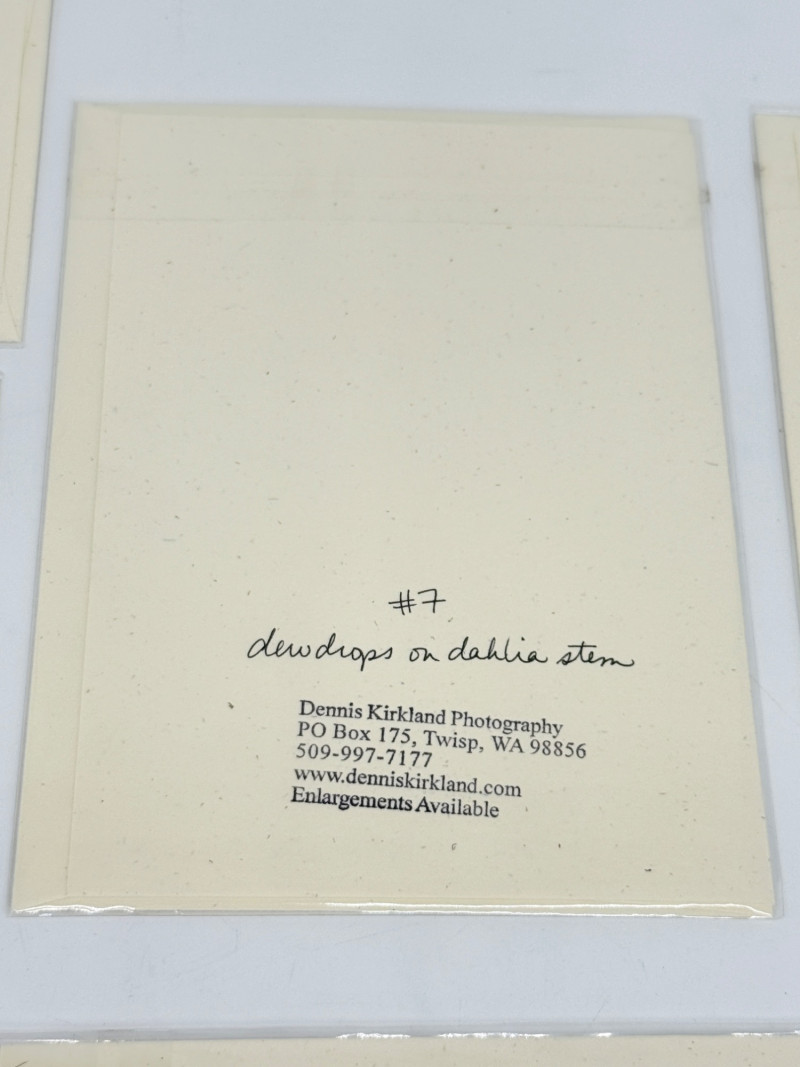 #7
dewdrops on dahlia stem
Dennis Kirkland Photography
PO Box 175, Twisp, WA 98856
509-997-7177
www.denniskirkland.com
Enlargements Available